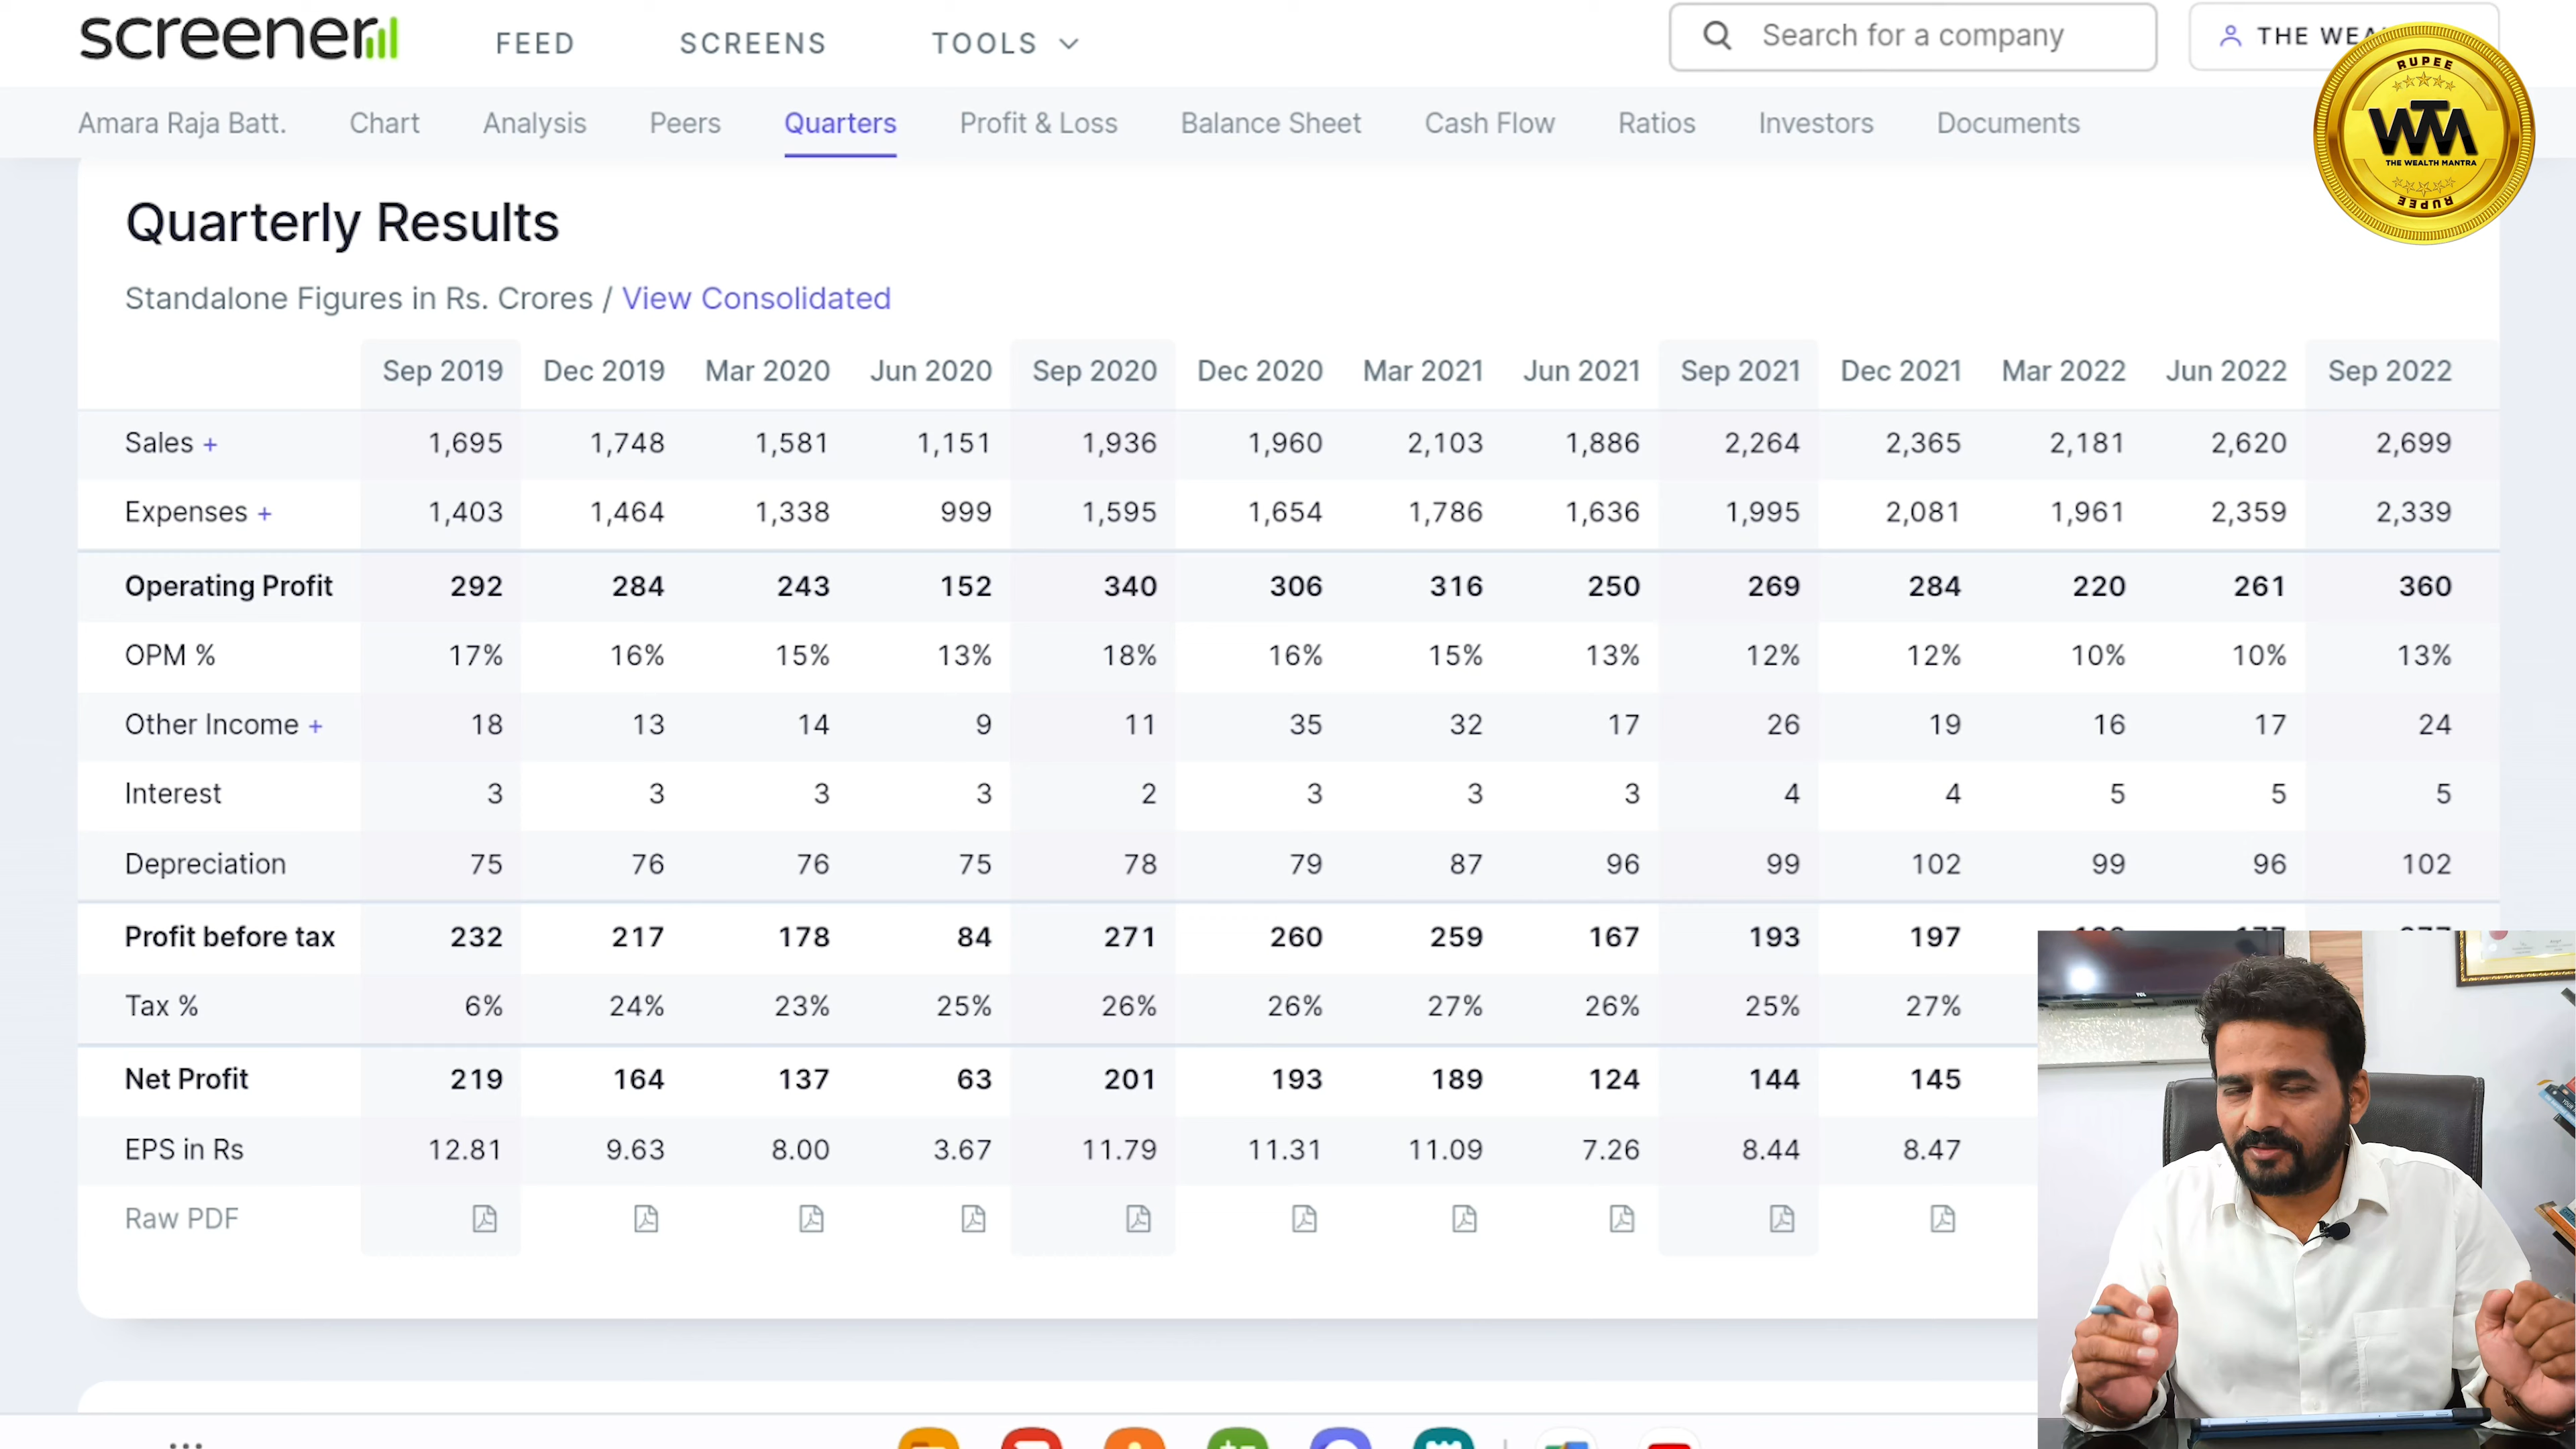 screener FEED SCREENS TOOLS Search for a company THE WEA
RUPEE
WTM
THE WEALTH MANTRA
RUPEE
Amara Raja Batt. Chart Analysis Peers Quarters Profit & Loss Balance Sheet Cash Flow Ratios Investors Documents
Quarterly Results
Standalone Figures in Rs. Crores / View Consolidated
Sep 2019 Dec 2019 Mar 2020 Jun 2020 Sep 2020 Dec 2020 Mar 2021 Jun 2021 Sep 2021 Dec 2021 Mar 2022 Jun 2022 Sep 2022
Sales + 1,695 1,748 1,581 1,151 1,936 1,960 2,103 1,886 2,264 2,365 2,181 2,620 2,699
Expenses + 1,403 1,464 1,338 999 1,595 1,654 1,786 1,636 1,995 2,081 1,961 2,359 2,339
Operating Profit 292 284 243 152 340 306 316 250 269 284 220 261 360
OPM % 17% 16% 15% 13% 18% 16% 15% 13% 12% 12% 10% 10% 13%
Other Income + 18 13 14 9 11 35 32 17 26 19 16 17 24
Interest 3 3 3 3 2 3 3 3 4 4 5 5 5
Depreciation 75 76 76 75 78 79 87 96 99 102 99 96 102
Profit before tax 232 217 178 84 271 260 259 167 193 197
Tax % 6% 24% 23% 25% 26% 26% 27% 26% 25% 27%
Net Profit 219 164 137 63 201 193 189 124 144 145
EPS in Rs 12.81 9.63 8.00 3.67 11.79 11.31 11.09 7.26 8.44 8.47
Raw PDF